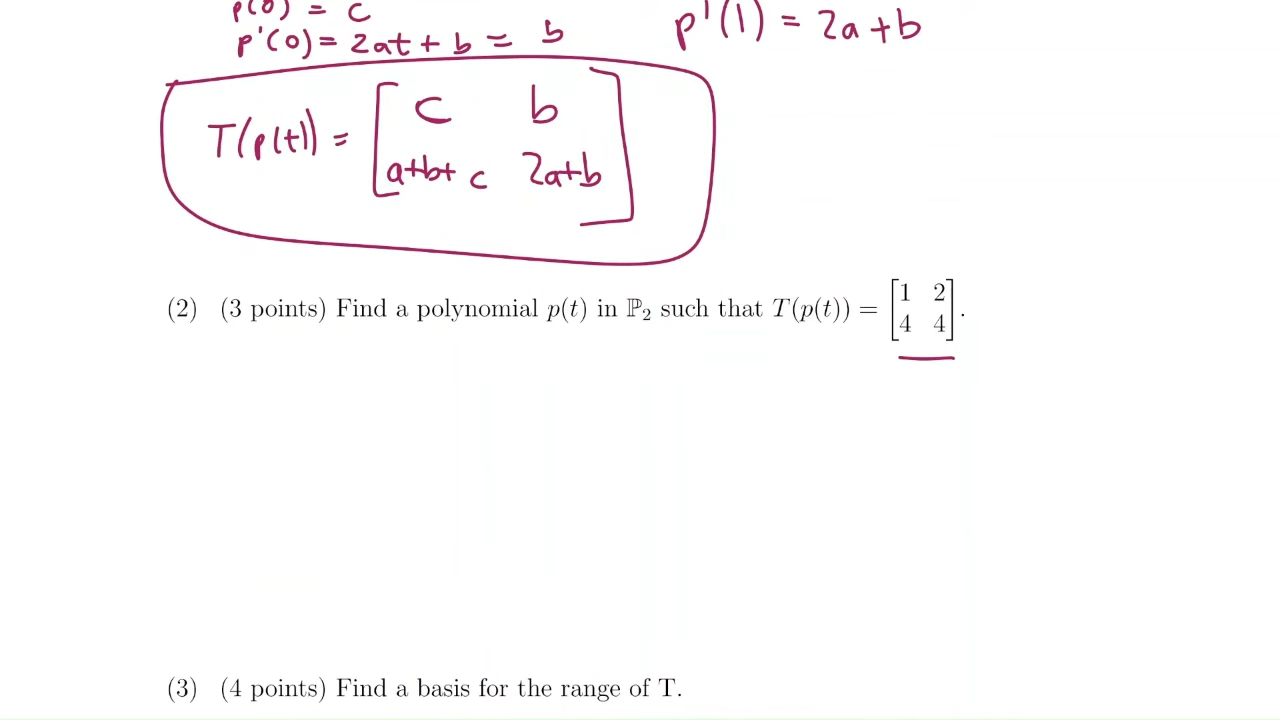 p(0) = c
p'(0) = 2at + b = b
p'(1) = 2a+b
T(p(t)) = [c b
a+b+c 2a+b]
(2) (3 points) Find a polynomial p(t) in ℙ₂ such that T(p(t)) = [1 2
4 4].
(3) (4 points) Find a basis for the range of T.